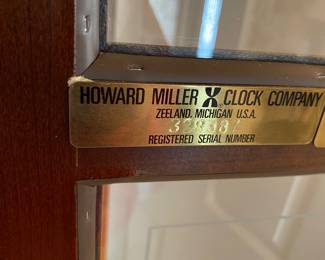 HOWARD MILLER CLOCK COMPANY
ZEELAND, MICHIGAN U.S.A.
REGISTERED SERIAL NUMBER